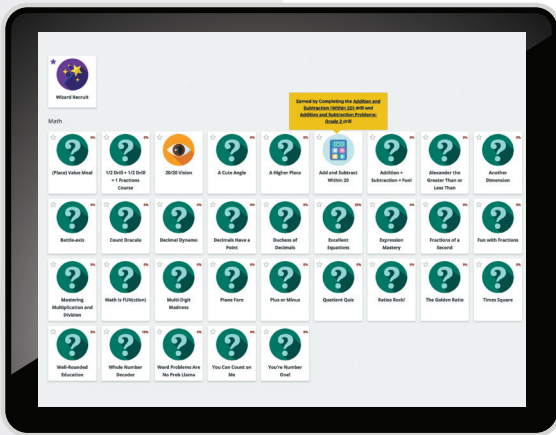 Wizard Recruit
Earned by Completing the Addition and
Subtraction (Within 20) drill and
Addition and Subtraction Problems:
Grade 2 drill
Math
(Place) Value Meal
1/2 Drill + 1/2 Drill
= 1 Fractions
Course
20/20 Vision
A Cute Angle
A Higher Place
Add and Subtract
Within 20
Addition +
Subtraction = Fun!
Alexander the
Greater Than or
Less Than
Another
Dimension
Battle-axis
Count Dracula
Decimal Dynamo
Decimals Have a
Point
Duchess of
Decimals
Excellent
Equations
Expression
Mastery
Fractions of a
Second
Fun with Fractions
Mastering
Multiplication and
Division
Math is FUN(ction)
Multi-Digit
Madness
Plane Fare
Plus or Minus
Quotient Quiz
Ratios Rock!
The Golden Ratio
Times Square
Well-Rounded
Education
Whole Number
Decoder
Word Problems Are
No Prob Llama
You Can Count on
Me
You're Number
One!